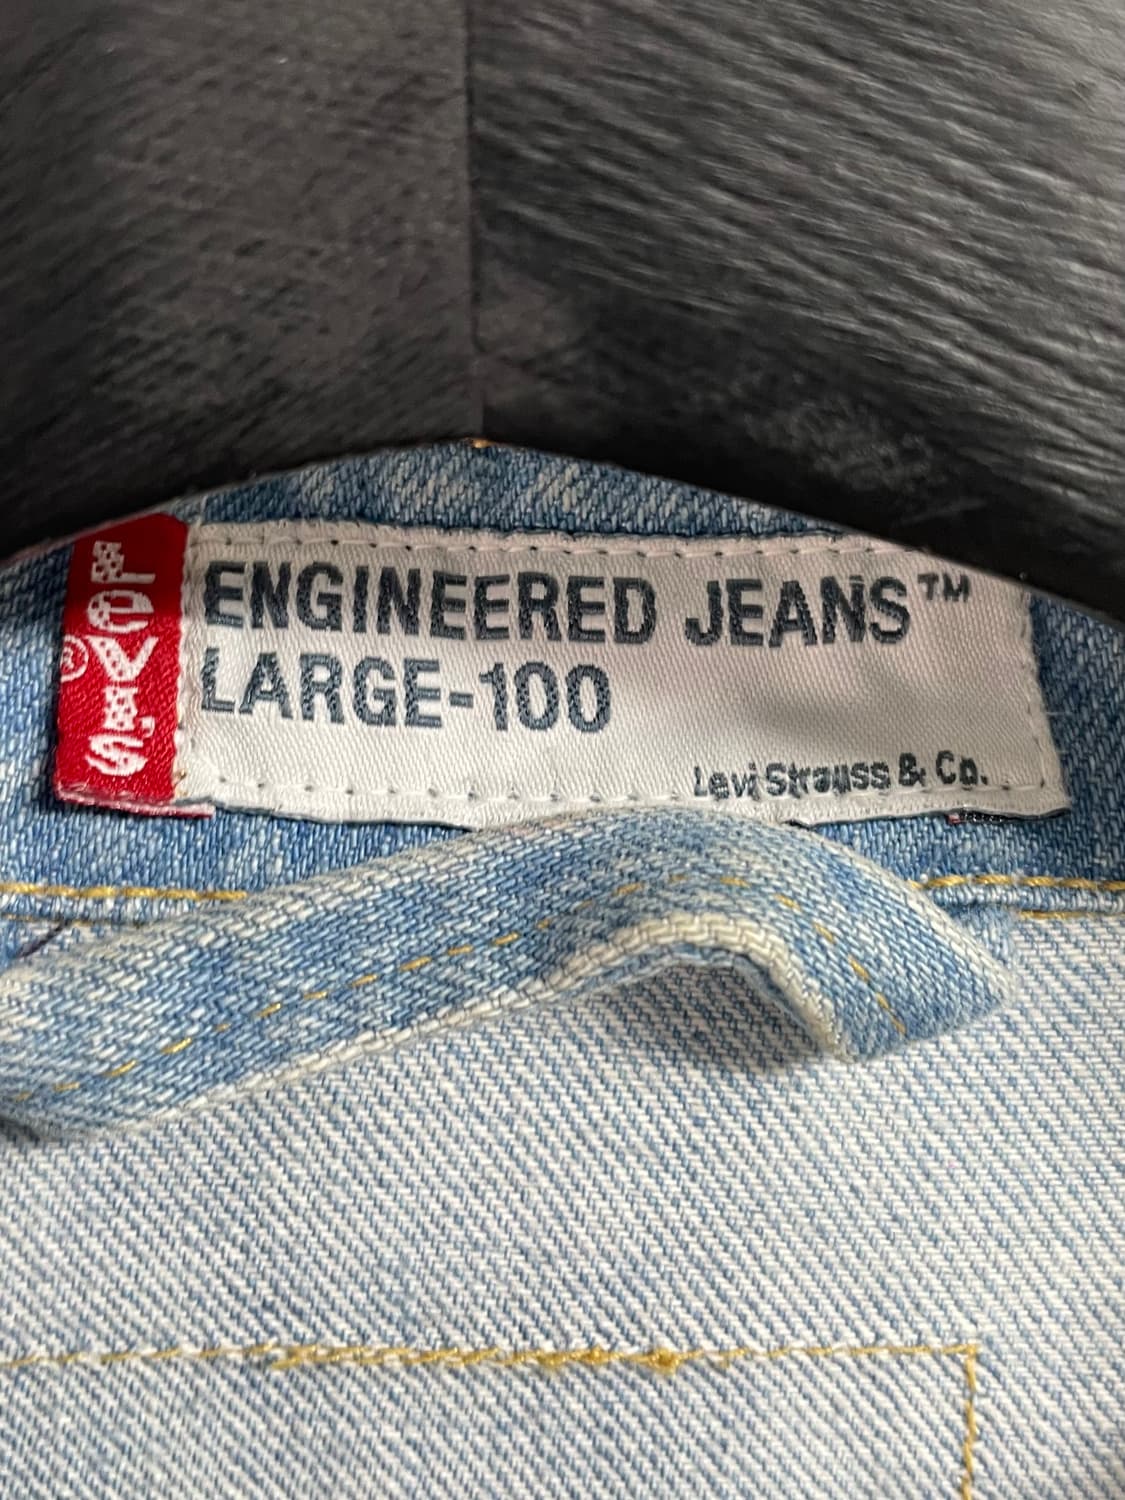 LEVI'S®
ENGINEERED JEANS™
LARGE-100
Levi Strauss & Co.